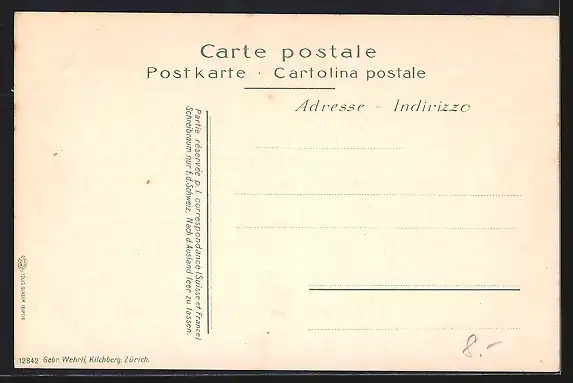 Carte postale
Postkarte · Cartolina postale
Adresse - Indirizzo
Partie réservée p. l. correspondance (Suisse et France)
Schreibraum nur f. d. Schweiz, Nach d. Ausland leer zu lassen.
8.-
12842 Gebr. Wehrli, Kilchberg, Zürich.